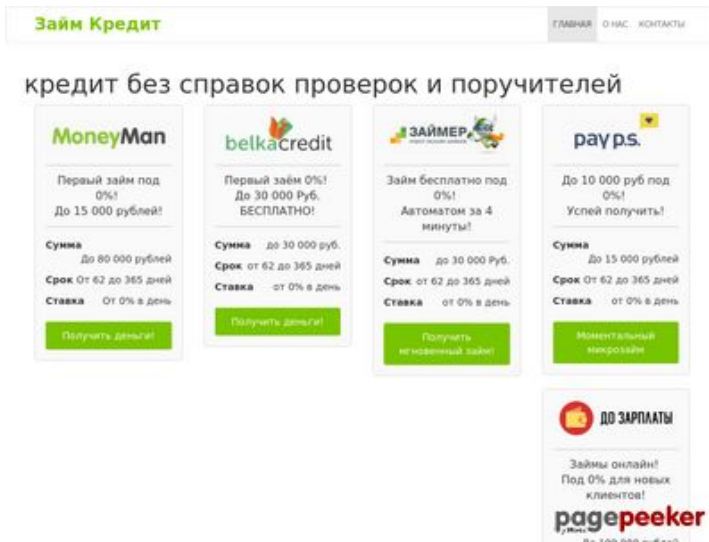 Займ Кредит
ГЛАВНАЯ О НАС КОНТАКТЫ
кредит без справок проверок и поручителей
MoneyMan
Первый займ под
0%!
До 15 000 рублей!
Сумма
До 80 000 рублей
Срок От 62 до 365 дней
Ставка От 0% в день
Получить деньги!
belkacredit
Первый заём 0%!
До 30 000 Руб.
БЕСПЛАТНО!
Сумма до 30 000 руб.
Срок от 62 до 365 дней
Ставка от 0% в день
Получить деньги!
ЗАЙМЕР
Займ бесплатно под
0%!
Автоматом за 4
минуты!
Сумма до 30 000 Руб.
Срок от 62 до 365 дней
Ставка от 0% в день
Получить
мгновенный займ!
pay p.s.
До 10 000 руб под
0%!
Успей получить!
Сумма
До 15 000 рублей
Срок От 62 до 365 дней
Ставка От 0% в день
Моментальный
микрозайм
ДО ЗАРПЛАТЫ
Займы онлайн!
Под 0% для новых
клиентов!
pagepeeker
До 100 000 рублей